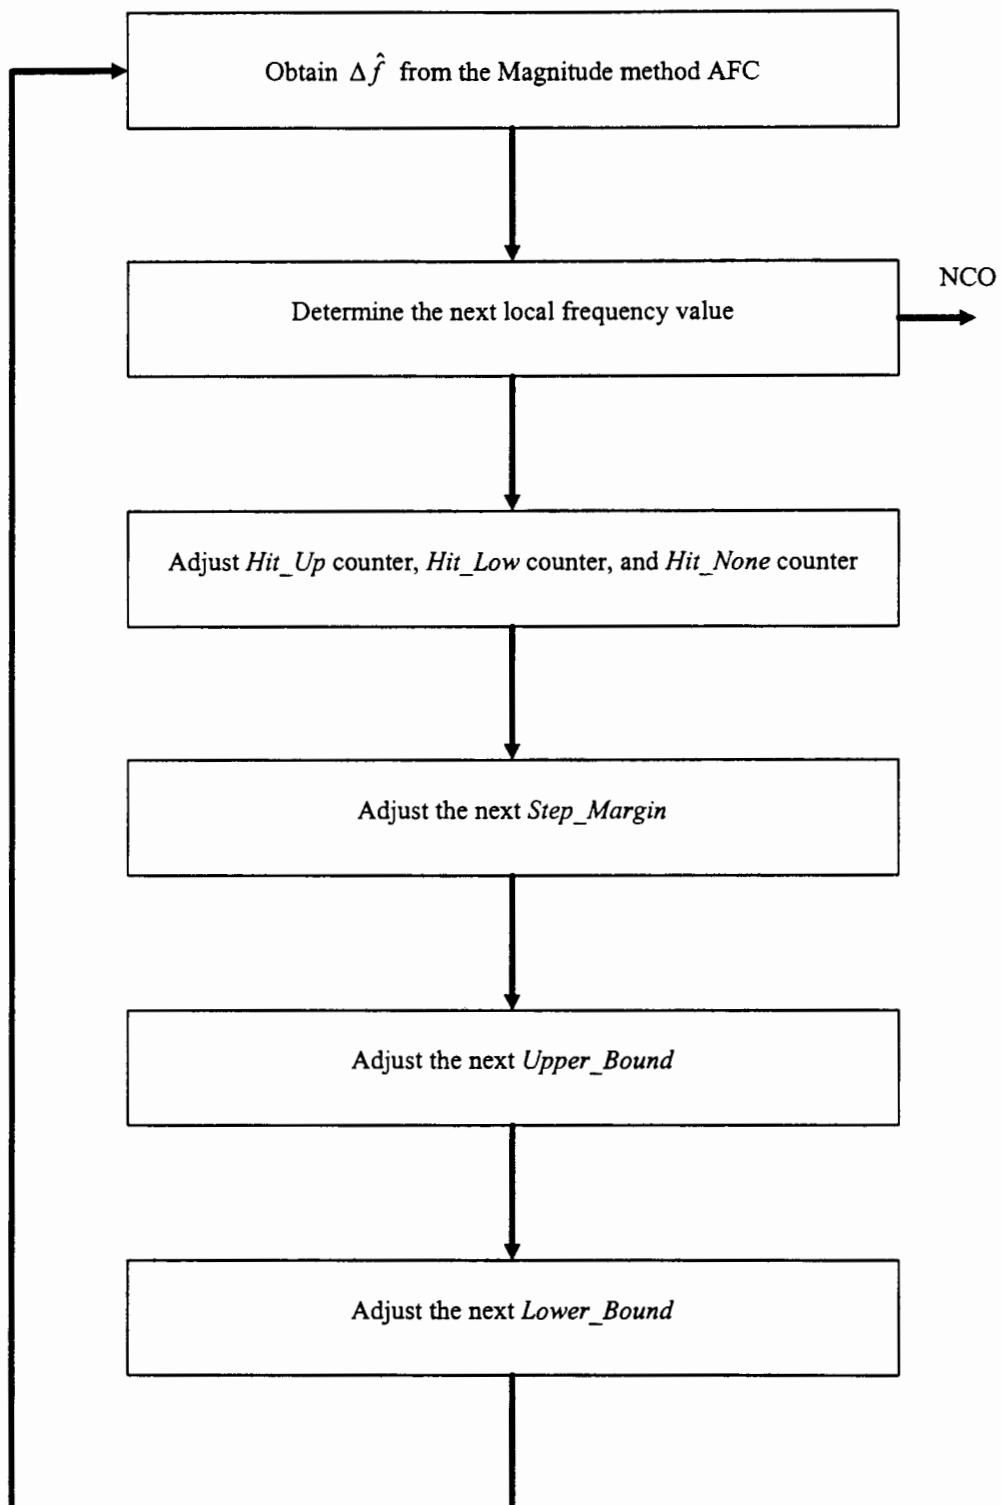 Obtain Δf̂ from the Magnitude method AFC
NCO
Determine the next local frequency value
Adjust Hit_Up counter, Hit_Low counter, and Hit_None counter
Adjust the next Step_Margin
Adjust the next Upper_Bound
Adjust the next Lower_Bound